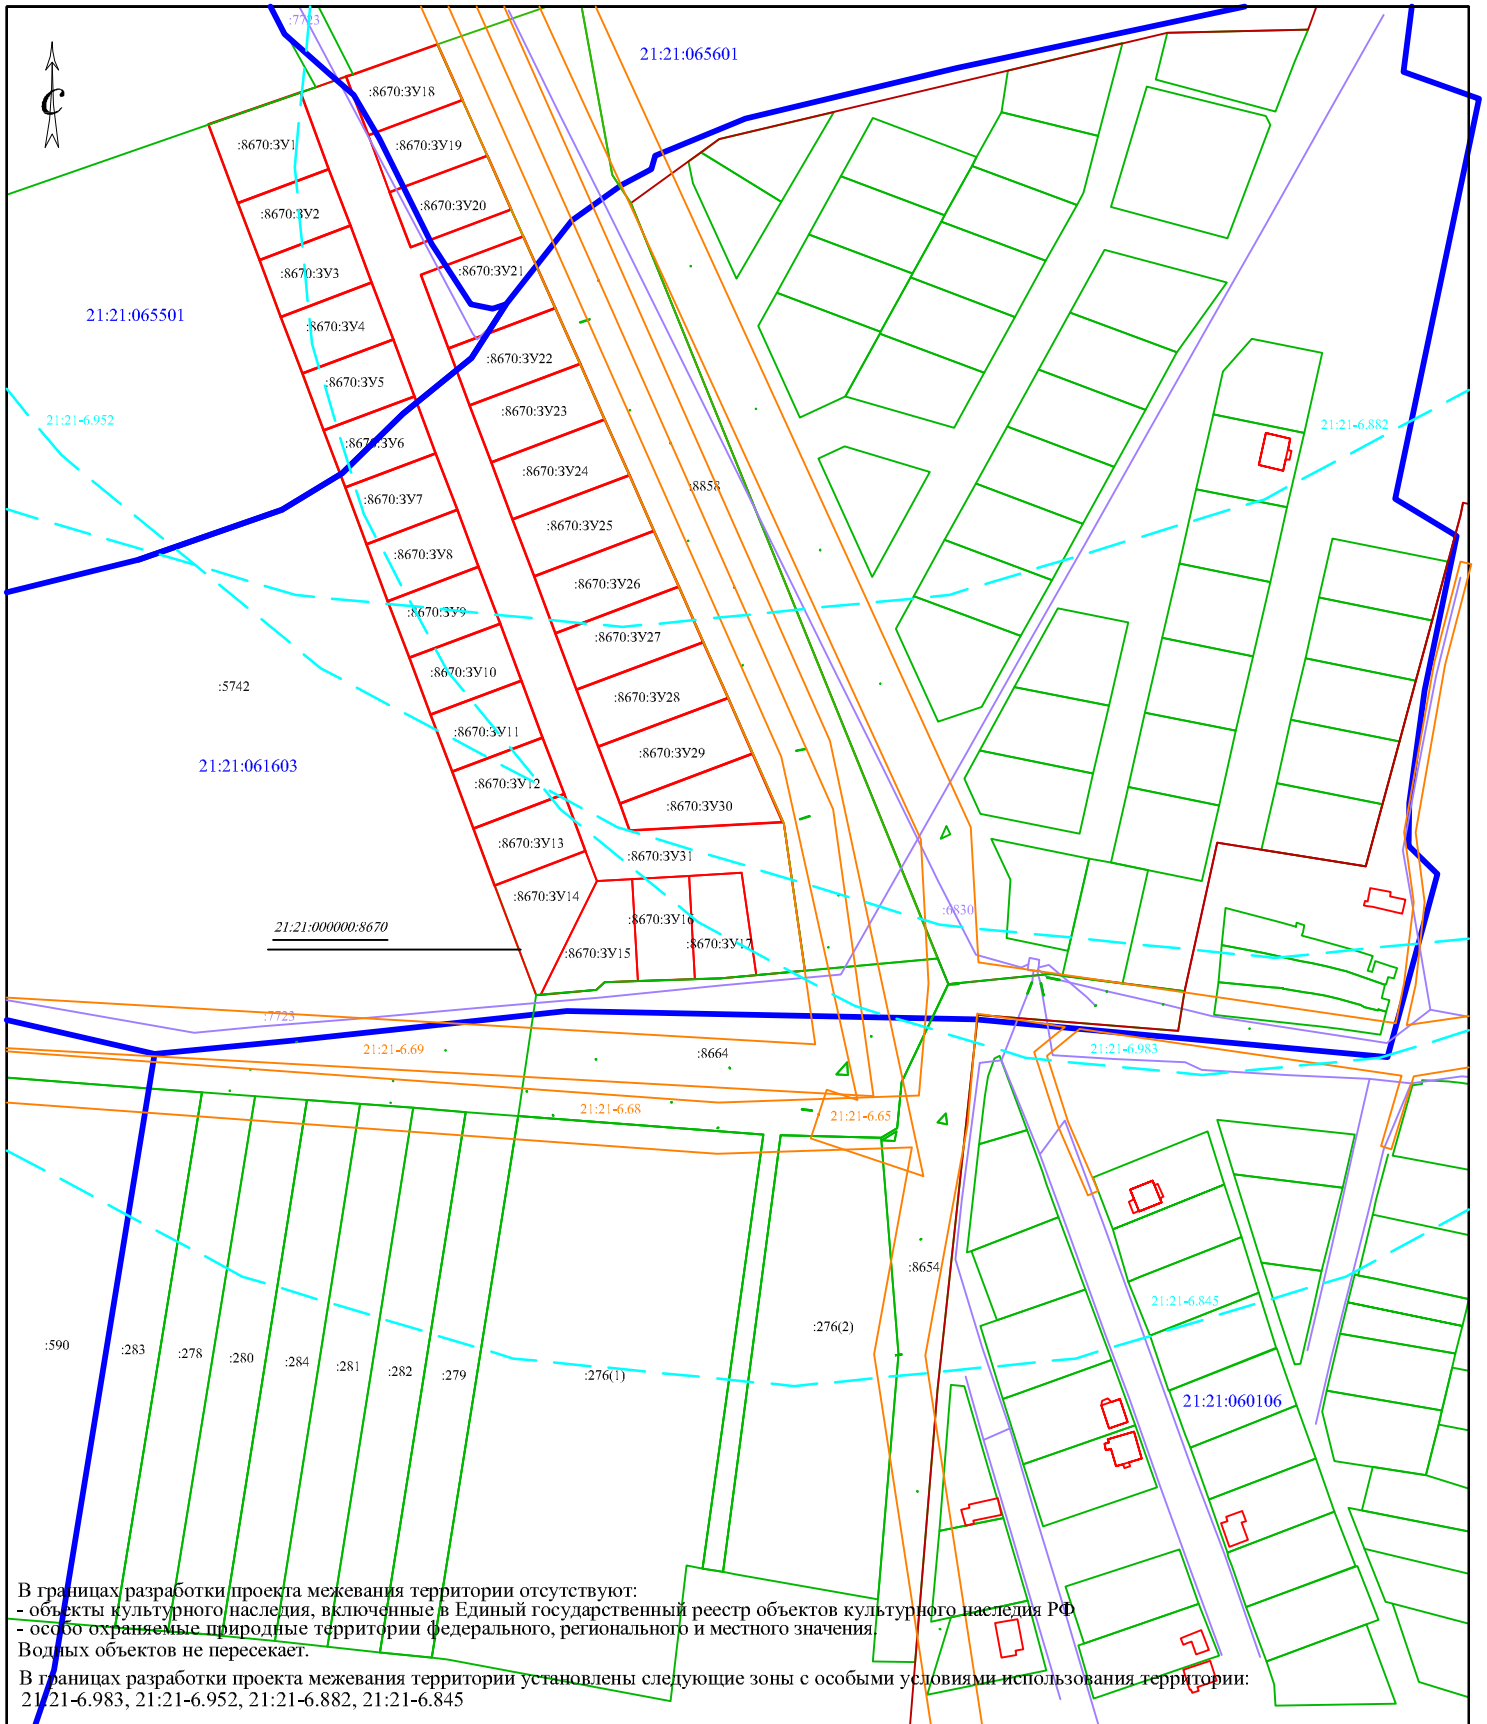 :7723
21:21:065601
С
:8670:ЗУ18
:8670:ЗУ1
:8670:ЗУ19
:8670:ЗУ2
:8670:ЗУ20
:8670:ЗУ3
:8670:ЗУ21
21:21:065501
:8670:ЗУ4
:8670:ЗУ22
:8670:ЗУ5
:8670:ЗУ23
21:21-6.952
21:21-6.882
:8670:ЗУ6
:8670:ЗУ24
:8858
:8670:ЗУ7
:8670:ЗУ25
:8670:ЗУ8
:8670:ЗУ26
:8670:ЗУ9
:8670:ЗУ27
:8670:ЗУ10
:5742
:8670:ЗУ28
:8670:ЗУ11
:8670:ЗУ29
21:21:061603
:8670:ЗУ12
:8670:ЗУ30
:8670:ЗУ13
:8670:ЗУ31
:8670:ЗУ14
:6830
:8670:ЗУ16
21:21:000000:8670
:8670:ЗУ17
:8670:ЗУ15
:7723
21:21-6.69
:8664
21:21-6.983
21:21-6.68
21:21-6.65
:8654
21:21-6.845
:276(2)
:590
:283
:278
:280
:284
:281
:282
:279
:276(1)
21:21:060106
В границах разработки проекта межевания территории отсутствуют:
- объекты культурного наследия, включенные в Единый государственный реестр объектов культурного наследия РФ
- особо охраняемые природные территории федерального, регионального и местного значения.
Водных объектов не пересекает.
В границах разработки проекта межевания территории установлены следующие зоны с особыми условиями использования территории:
21:21-6.983, 21:21-6.952, 21:21-6.882, 21:21-6.845